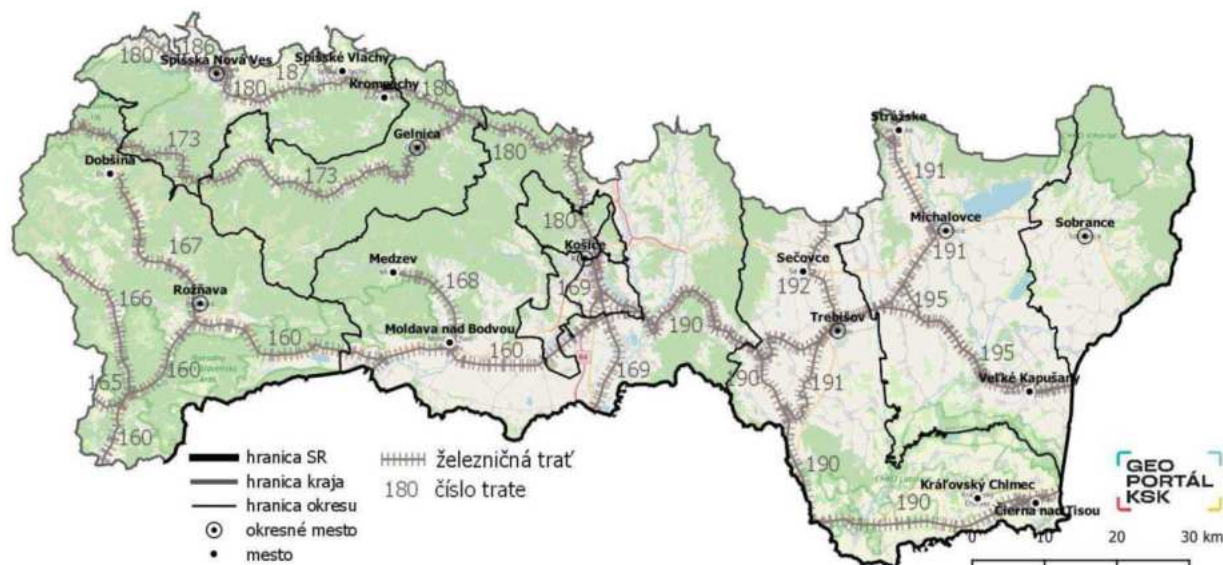 186
180
Spišská Nová Ves
Spišské Vlachy
187
180
Krompachy
180
Gelnica
173
173
180
Dobšiná
Strážske
191
Michalovce
191
Sobrance
180
Košice
169
Medzev
168
Sečovce
192
167
Rožňava
166
Trebišov
195
195
Moldava nad Bodvou
160
160
160
165
160
169
190
190
191
Veľké Kapušany
190
Kráľovský Chlmec
190
Čierna nad Tisou
hranica SR
hranica kraja
hranica okresu
okresné mesto
mesto
železničná trať
180 číslo trate
GEO
PORTÁL
KSK
0 10 20 30 km